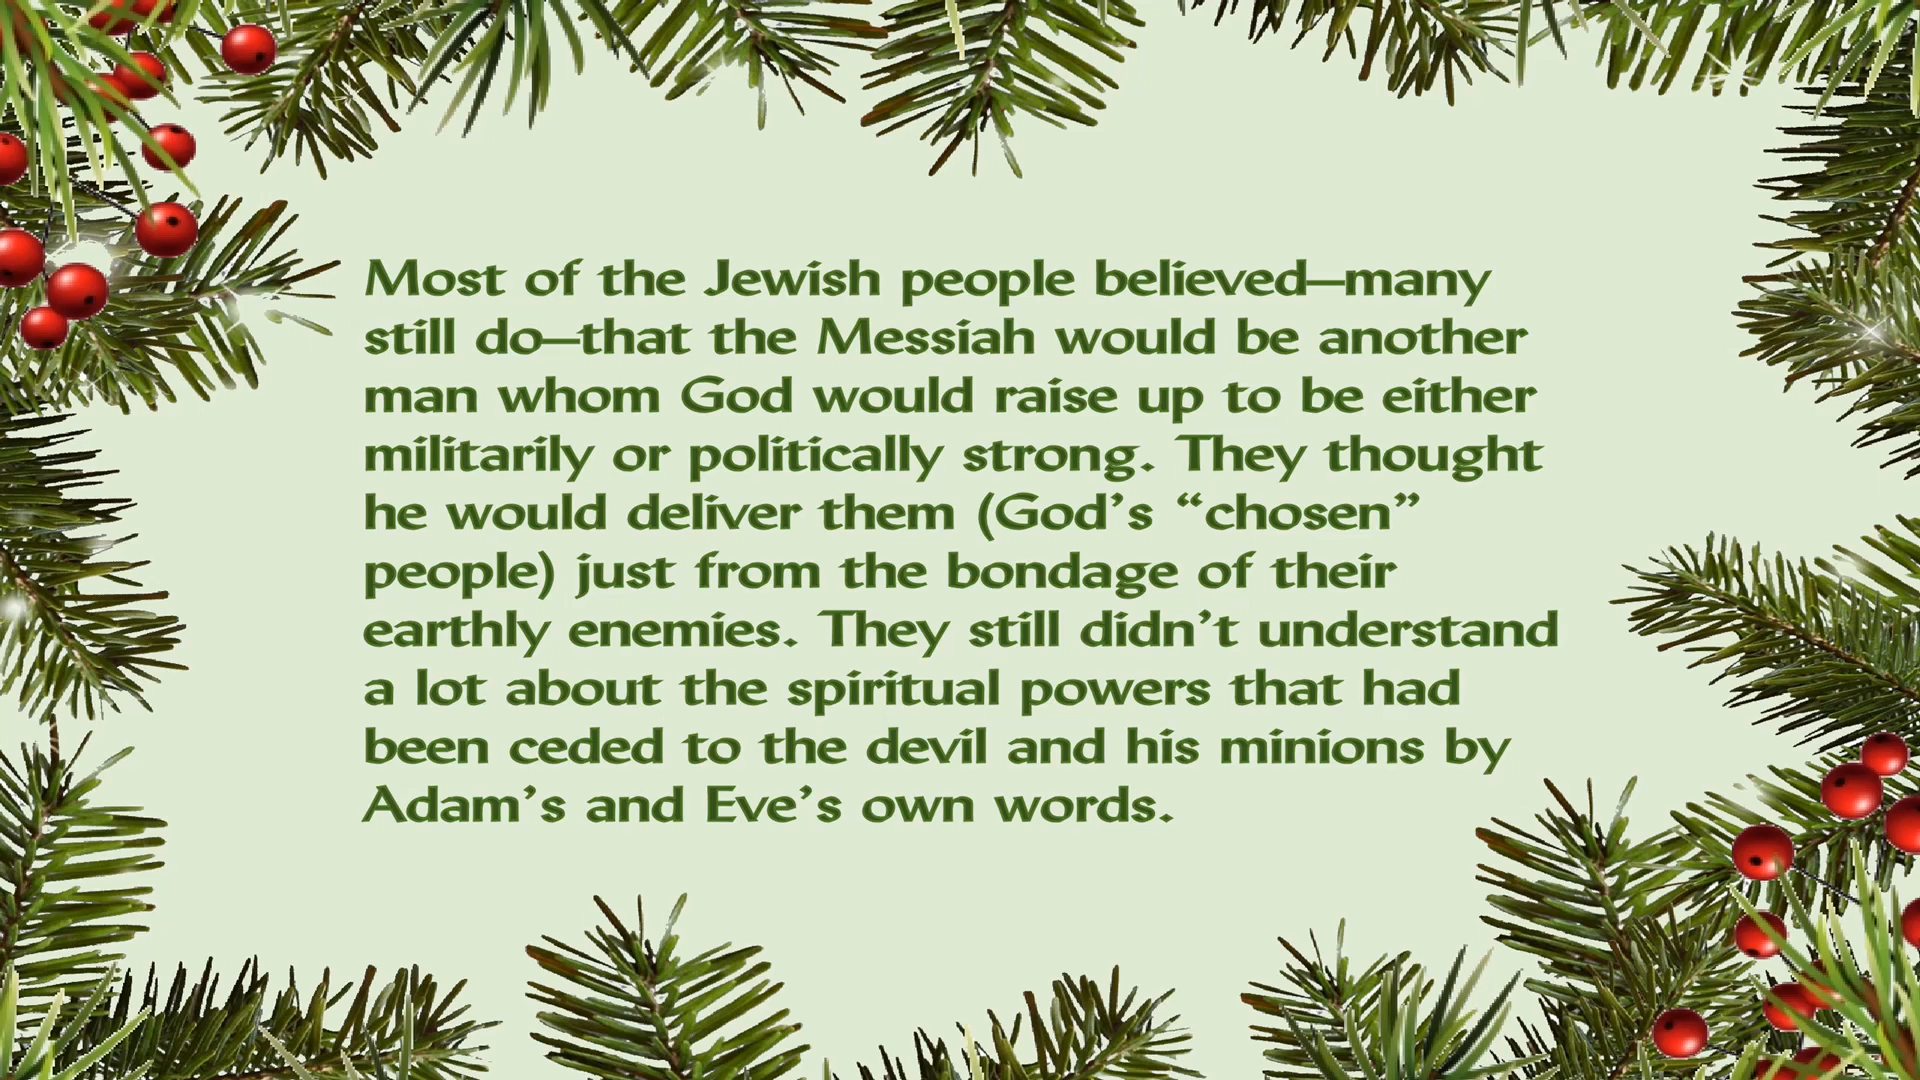 Most of the Jewish people believed—many
still do—that the Messiah would be another
man whom God would raise up to be either
militarily or politically strong. They thought
he would deliver them (God’s “chosen”
people) just from the bondage of their
earthly enemies. They still didn’t understand
a lot about the spiritual powers that had
been ceded to the devil and his minions by
Adam’s and Eve’s own words.